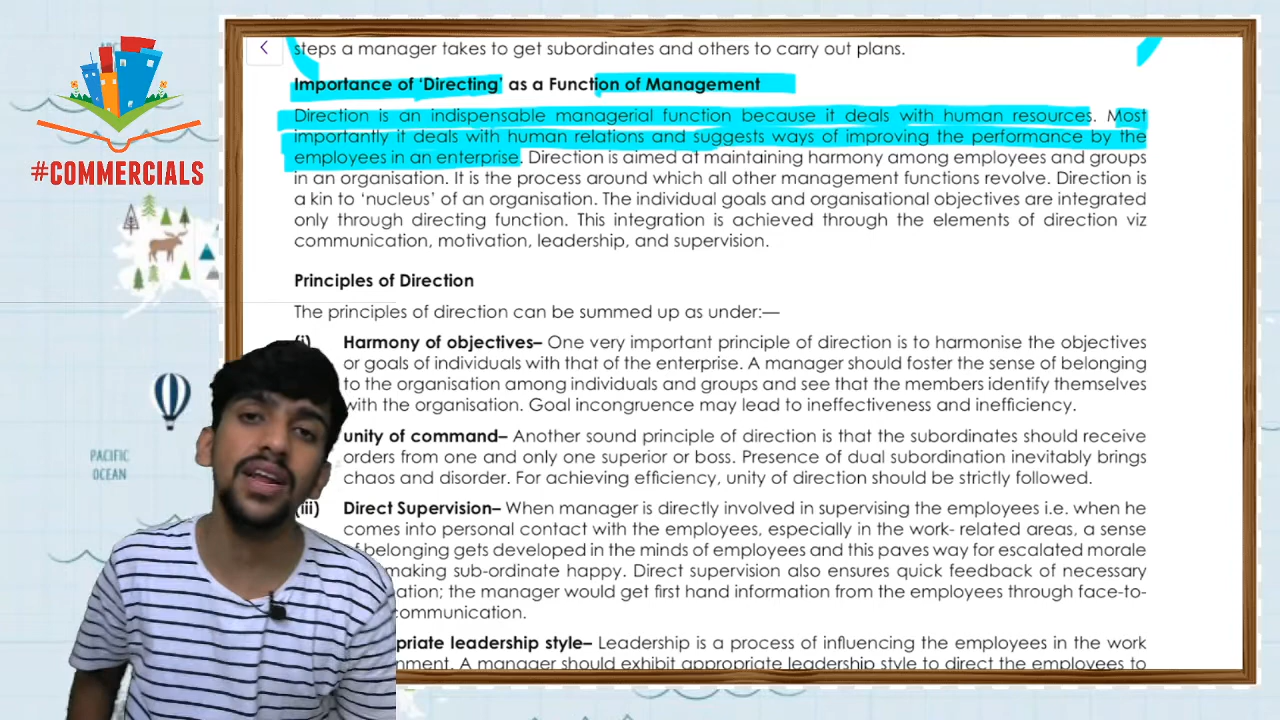 #COMMERCIALS
PACIFIC
OCEAN
steps a manager takes to get subordinates and others to carry out plans.
Importance of ‘Directing’ as a Function of Management
Direction is an indispensable managerial function because it deals with human resources. Most
importantly it deals with human relations and suggests ways of improving the performance by the
employees in an enterprise. Direction is aimed at maintaining harmony among employees and groups
in an organisation. It is the process around which all other management functions revolve. Direction is
a kin to ‘nucleus’ of an organisation. The individual goals and organisational objectives are integrated
only through directing function. This integration is achieved through the elements of direction viz
communication, motivation, leadership, and supervision.
Principles of Direction
The principles of direction can be summed up as under:—
(i) Harmony of objectives– One very important principle of direction is to harmonise the objectives
or goals of individuals with that of the enterprise. A manager should foster the sense of belonging
to the organisation among individuals and groups and see that the members identify themselves
with the organisation. Goal incongruence may lead to ineffectiveness and inefficiency.
unity of command– Another sound principle of direction is that the subordinates should receive
orders from one and only one superior or boss. Presence of dual subordination inevitably brings
chaos and disorder. For achieving efficiency, unity of direction should be strictly followed.
(iii) Direct Supervision– When manager is directly involved in supervising the employees i.e. when he
comes into personal contact with the employees, especially in the work- related areas, a sense
of belonging gets developed in the minds of employees and this paves way for escalated morale
making sub-ordinate happy. Direct supervision also ensures quick feedback of necessary
ation; the manager would get first hand information from the employees through face-to-
communication.
priate leadership style– Leadership is a process of influencing the employees in the work
nment. A manager should exhibit appropriate leadership style to direct the employees to